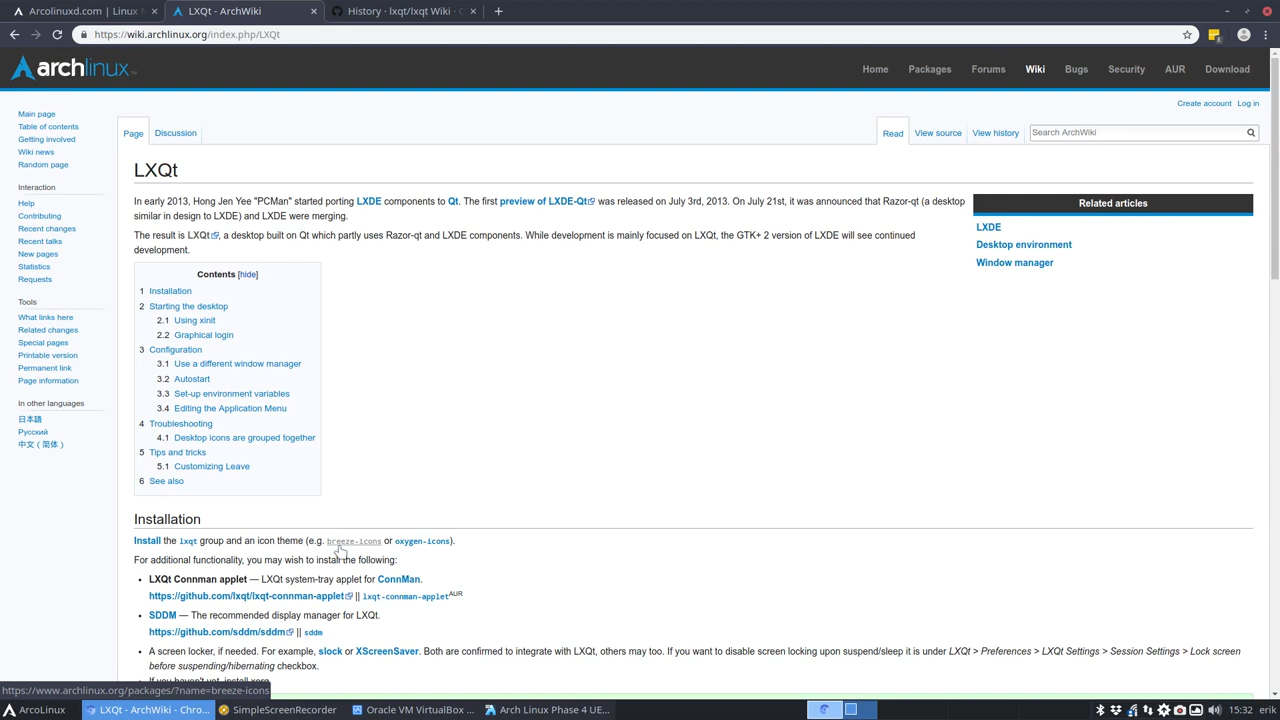 Arcolinuxd.com | Linux
LXQt - ArchWiki
History · lxqt/lxqt Wiki · G
https://wiki.archlinux.org/index.php/LXQt
archlinux
Home Packages Forums Wiki Bugs Security AUR Download
Create account Log in
Page Discussion Read View source View history Search ArchWiki
Main page
Table of contents
Getting involved
Wiki news
Random page
Interaction
Help
Contributing
Recent changes
Recent talks
New pages
Statistics
Requests
Tools
What links here
Related changes
Special pages
Printable version
Permanent link
Page information
In other languages
日本語
Русский
中文（简体）
LXQt
In early 2013, Hong Jen Yee "PCMan" started porting LXDE components to Qt. The first preview of LXDE-Qt was released on July 3rd, 2013. On July 21st, it was announced that Razor-qt (a desktop
similar in design to LXDE) and LXDE were merging.
The result is LXQt, a desktop built on Qt which partly uses Razor-qt and LXDE components. While development is mainly focused on LXQt, the GTK+ 2 version of LXDE will see continued
development.
Related articles
LXDE
Desktop environment
Window manager
Contents [hide]
1 Installation
2 Starting the desktop
2.1 Using xinit
2.2 Graphical login
3 Configuration
3.1 Use a different window manager
3.2 Autostart
3.3 Set-up environment variables
3.4 Editing the Application Menu
4 Troubleshooting
4.1 Desktop icons are grouped together
5 Tips and tricks
5.1 Customizing Leave
6 See also
Installation
Install the lxqt group and an icon theme (e.g. breeze-icons or oxygen-icons).
For additional functionality, you may wish to install the following:
• LXQt Connman applet — LXQt system-tray applet for ConnMan.
https://github.com/lxqt/lxqt-connman-applet || lxqt-connman-applet AUR
• SDDM — The recommended display manager for LXQt.
https://github.com/sddm/sddm || sddm
• A screen locker, if needed. For example, slock or XScreenSaver. Both are confirmed to integrate with LXQt, others may too. If you want to disable screen locking upon suspend/sleep it is under LXQt > Preferences > LXQt Settings > Session Settings > Lock screen
before suspending/hibernating checkbox.
https://www.archlinux.org/packages/?name=breeze-icons
ArcoLinux LXQt - ArchWiki - Chro... SimpleScreenRecorder Oracle VM VirtualBox ... Arch Linux Phase 4 UE... 15:32 erik